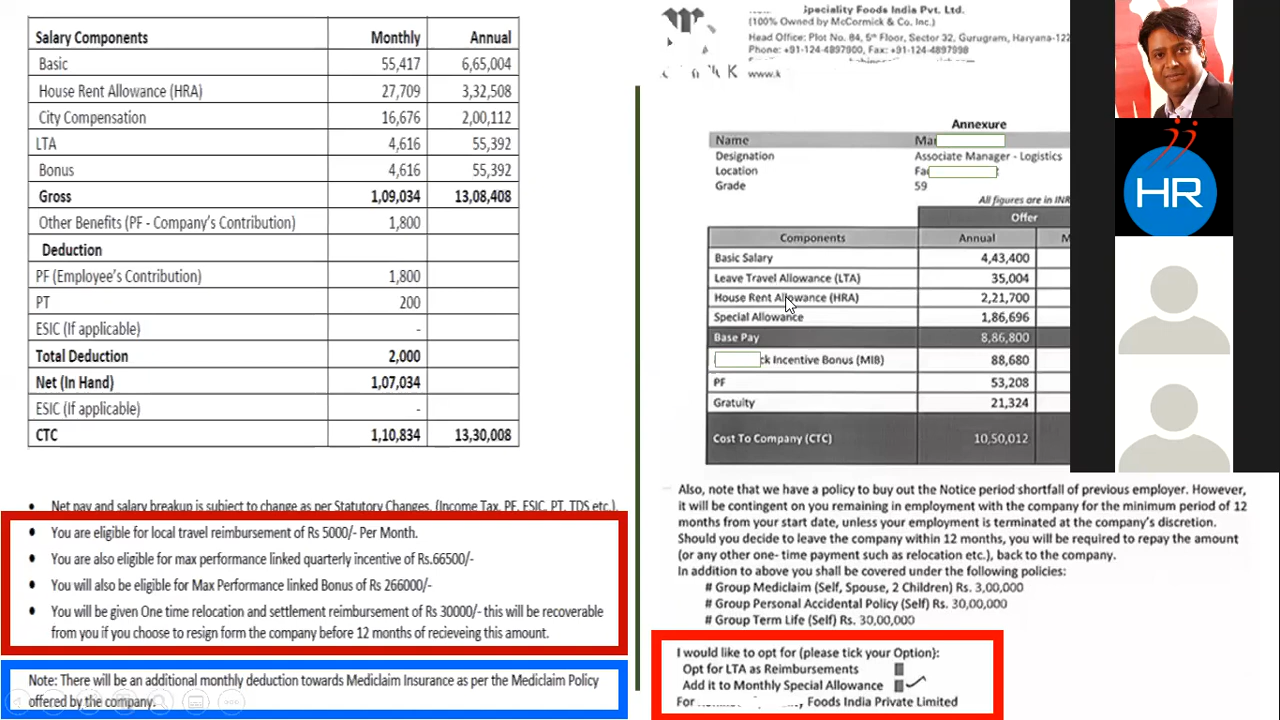 Salary Components Monthly Annual
Basic 55,417 6,65,004
House Rent Allowance (HRA) 27,709 3,32,508
City Compensation 16,676 2,00,112
LTA 4,616 55,392
Bonus 4,616 55,392
Gross 1,09,034 13,08,408
Other Benefits (PF - Company's Contribution) 1,800
Deduction
PF (Employee's Contribution) 1,800
PT 200
ESIC (If applicable) -
Total Deduction 2,000
Net (In Hand) 1,07,034
ESIC (If applicable) -
CTC 1,10,834 13,30,008
• Net pay and salary breakup is subject to change as per Statutory Changes. (Income Tax, PF, ESIC, PT, TDS etc.).
• You are eligible for local travel reimbursement of Rs 5000/- Per Month.
• You are also eligible for max performance linked quarterly incentive of Rs.66500/-
• You will also be eligible for Max Performance linked Bonus of Rs 266000/-
• You will be given One time relocation and settlement reimbursement of Rs 30000/- this will be recoverable
from you if you choose to resign form the company before 12 months of recieveing this amount.
Note: There will be an additional monthly deduction towards Mediclaim Insurance as per the Mediclaim Policy
offered by the company.
Speciality Foods India Pvt. Ltd.
(100% Owned by McCormick & Co. Inc.)
Head Office: Plot No. 84, 5th Floor, Sector 32, Gurugram, Haryana-122
Phone: +91-124-4897900, Fax: +91-124-4897998
K www.k
Annexure
Name Ma
Designation Associate Manager - Logistics
Location Fa
Grade 59
All figures are in INR
Offer
Components Annual M
Basic Salary 4,43,400
Leave Travel Allowance (LTA) 35,004
House Rent Allowance (HRA) 2,21,700
Special Allowance 1,86,696
Base Pay 8,86,800
ck Incentive Bonus (MIB) 88,680
PF 53,208
Gratuity 21,324
Cost To Company (CTC) 10,50,012
Also, note that we have a policy to buy out the Notice period shortfall of previous employer. However,
it will be contingent on you remaining in employment with the company for the minimum period of 12
months from your start date, unless your employment is terminated at the company's discretion.
Should you decide to leave the company within 12 months, you will be required to repay the amount
(or any other one- time payment such as relocation etc.), back to the company.
In addition to above you shall be covered under the following policies:
# Group Mediclaim (Self, Spouse, 2 Children) Rs. 3,00,000
# Group Personal Accidental Policy (Self) Rs. 30,00,000
# Group Term Life (Self) Rs. 30,00,000
I would like to opt for (please tick your Option):
Opt for LTA as Reimbursements
Add it to Monthly Special Allowance
For Foods India Private Limited
HR